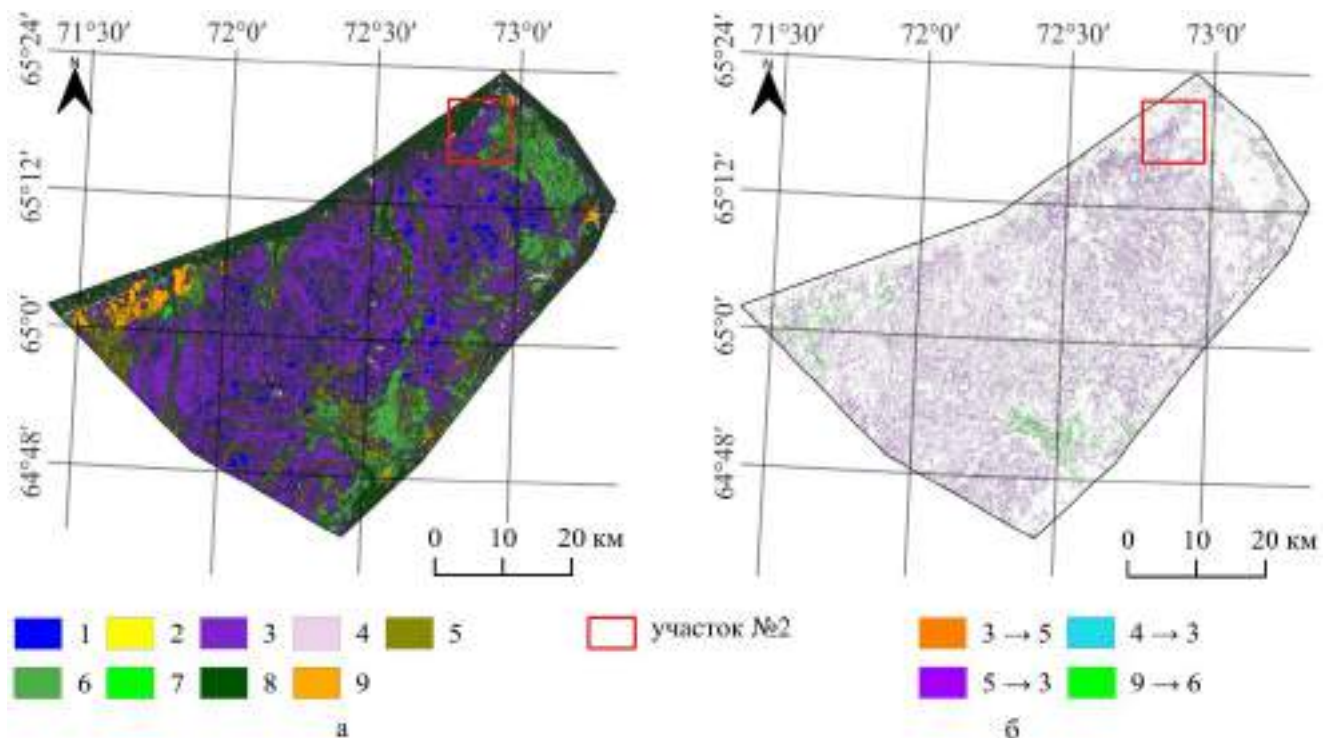 71°30′ 72°0′ 72°30′ 73°0′
65°24′
65°12′
65°0′
64°48′
N
0 10 20 км
71°30′ 72°0′ 72°30′ 73°0′
65°24′
65°12′
65°0′
64°48′
N
0 10 20 км
1 2 3 4 5
6 7 8 9
а
участок №2
3 → 5 4 → 3
5 → 3 9 → 6
б